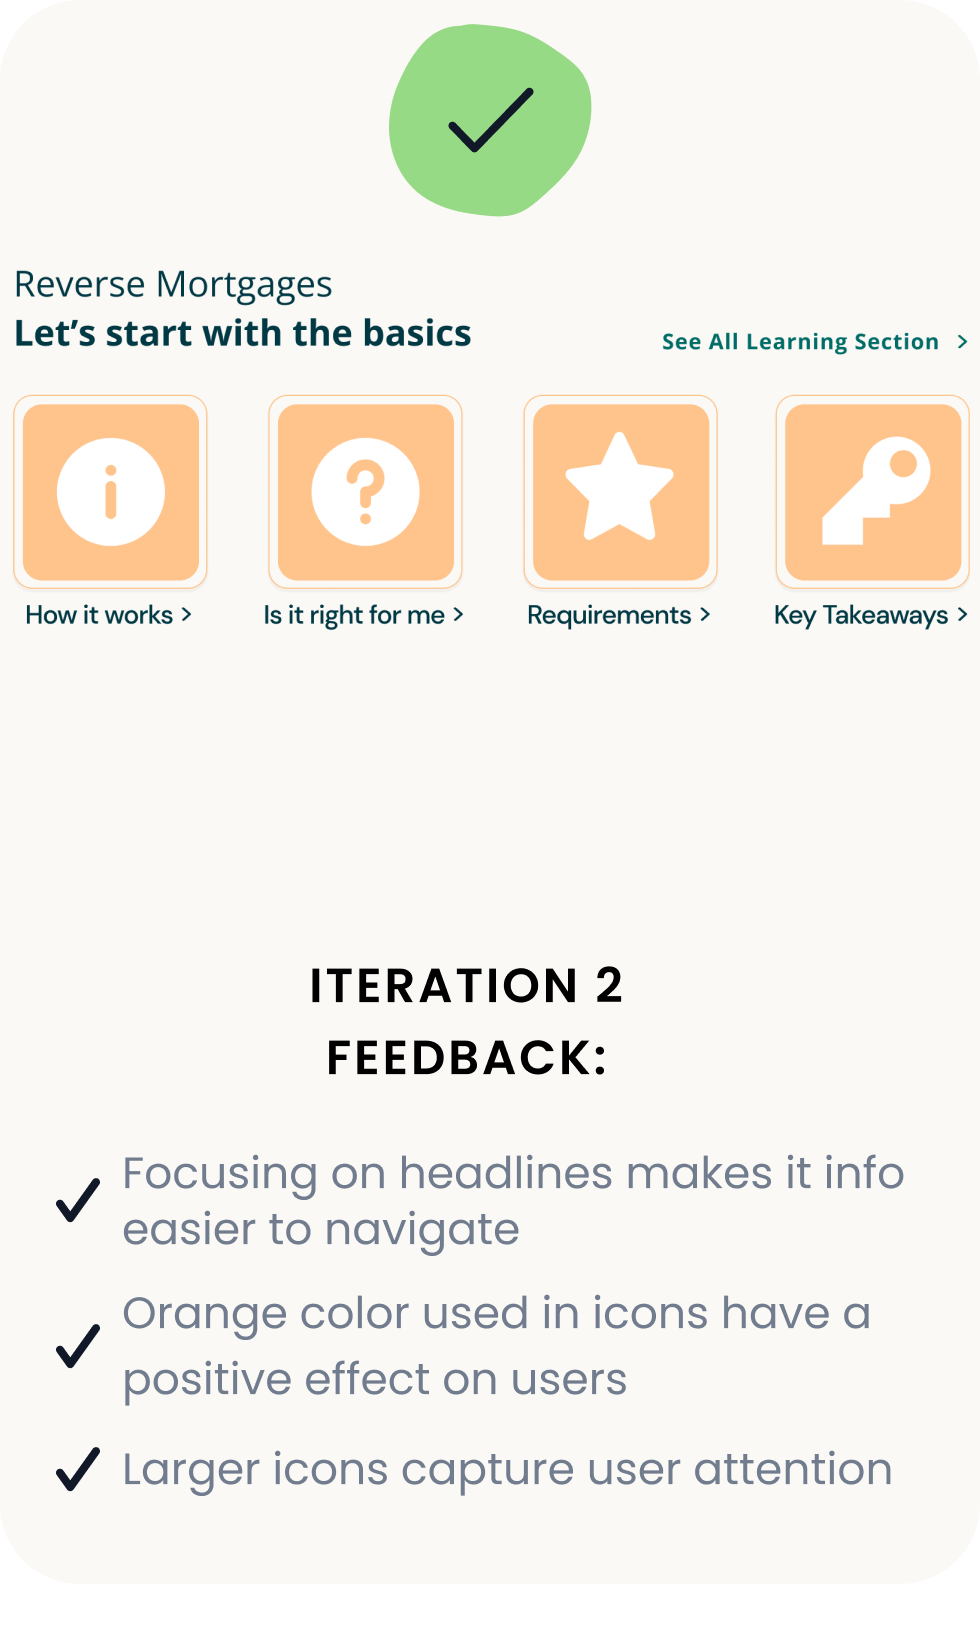 Reverse Mortgages
Let’s start with the basics
See All Learning Section >
How it works >
Is it right for me >
Requirements >
Key Takeaways >
ITERATION 2
FEEDBACK:
Focusing on headlines makes it info
easier to navigate
Orange color used in icons have a
positive effect on users
Larger icons capture user attention